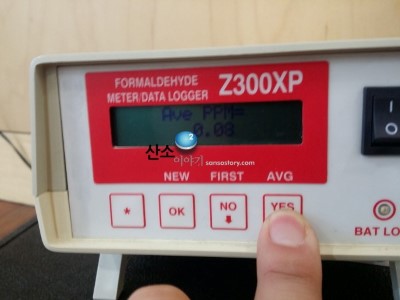 FORMALDEHYDE
METER/DATA LOGGER Z300XP
Ave PPM=
0.03
산소 2
이야기 sansostory.com
NEW FIRST AVG
* OK NO YES
I
O
BAT LO